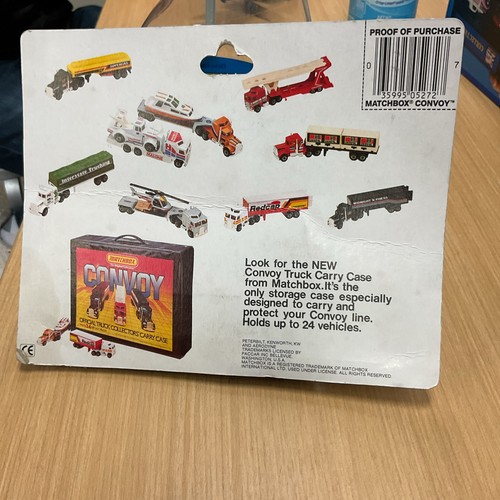 PROOF OF PURCHASE
0
7
35995 05272
MATCHBOX® CONVOY™
Interstate Trucking
RedCap
MIDNIGHT X-PRESS
MATCHBOX
CONVOY
OFFICIAL TRUCK COLLECTORS' CARRY CASE
Look for the NEW
Convoy Truck Carry Case
from Matchbox.It's the
only storage case especially
designed to carry and
protect your Convoy line.
Holds up to 24 vehicles.
CE
PETERBILT, KENWORTH, KW
AND AERODYNE
TRADEMARKS LICENSED BY
PACCAR INC. BELLEVUE,
WASHINGTON, U.S.A.
MATCHBOX IS A REGISTERED TRADEMARK OF MATCHBOX
INTERNATIONAL LTD. USED UNDER LICENSE. ALL RIGHTS RESERVED.